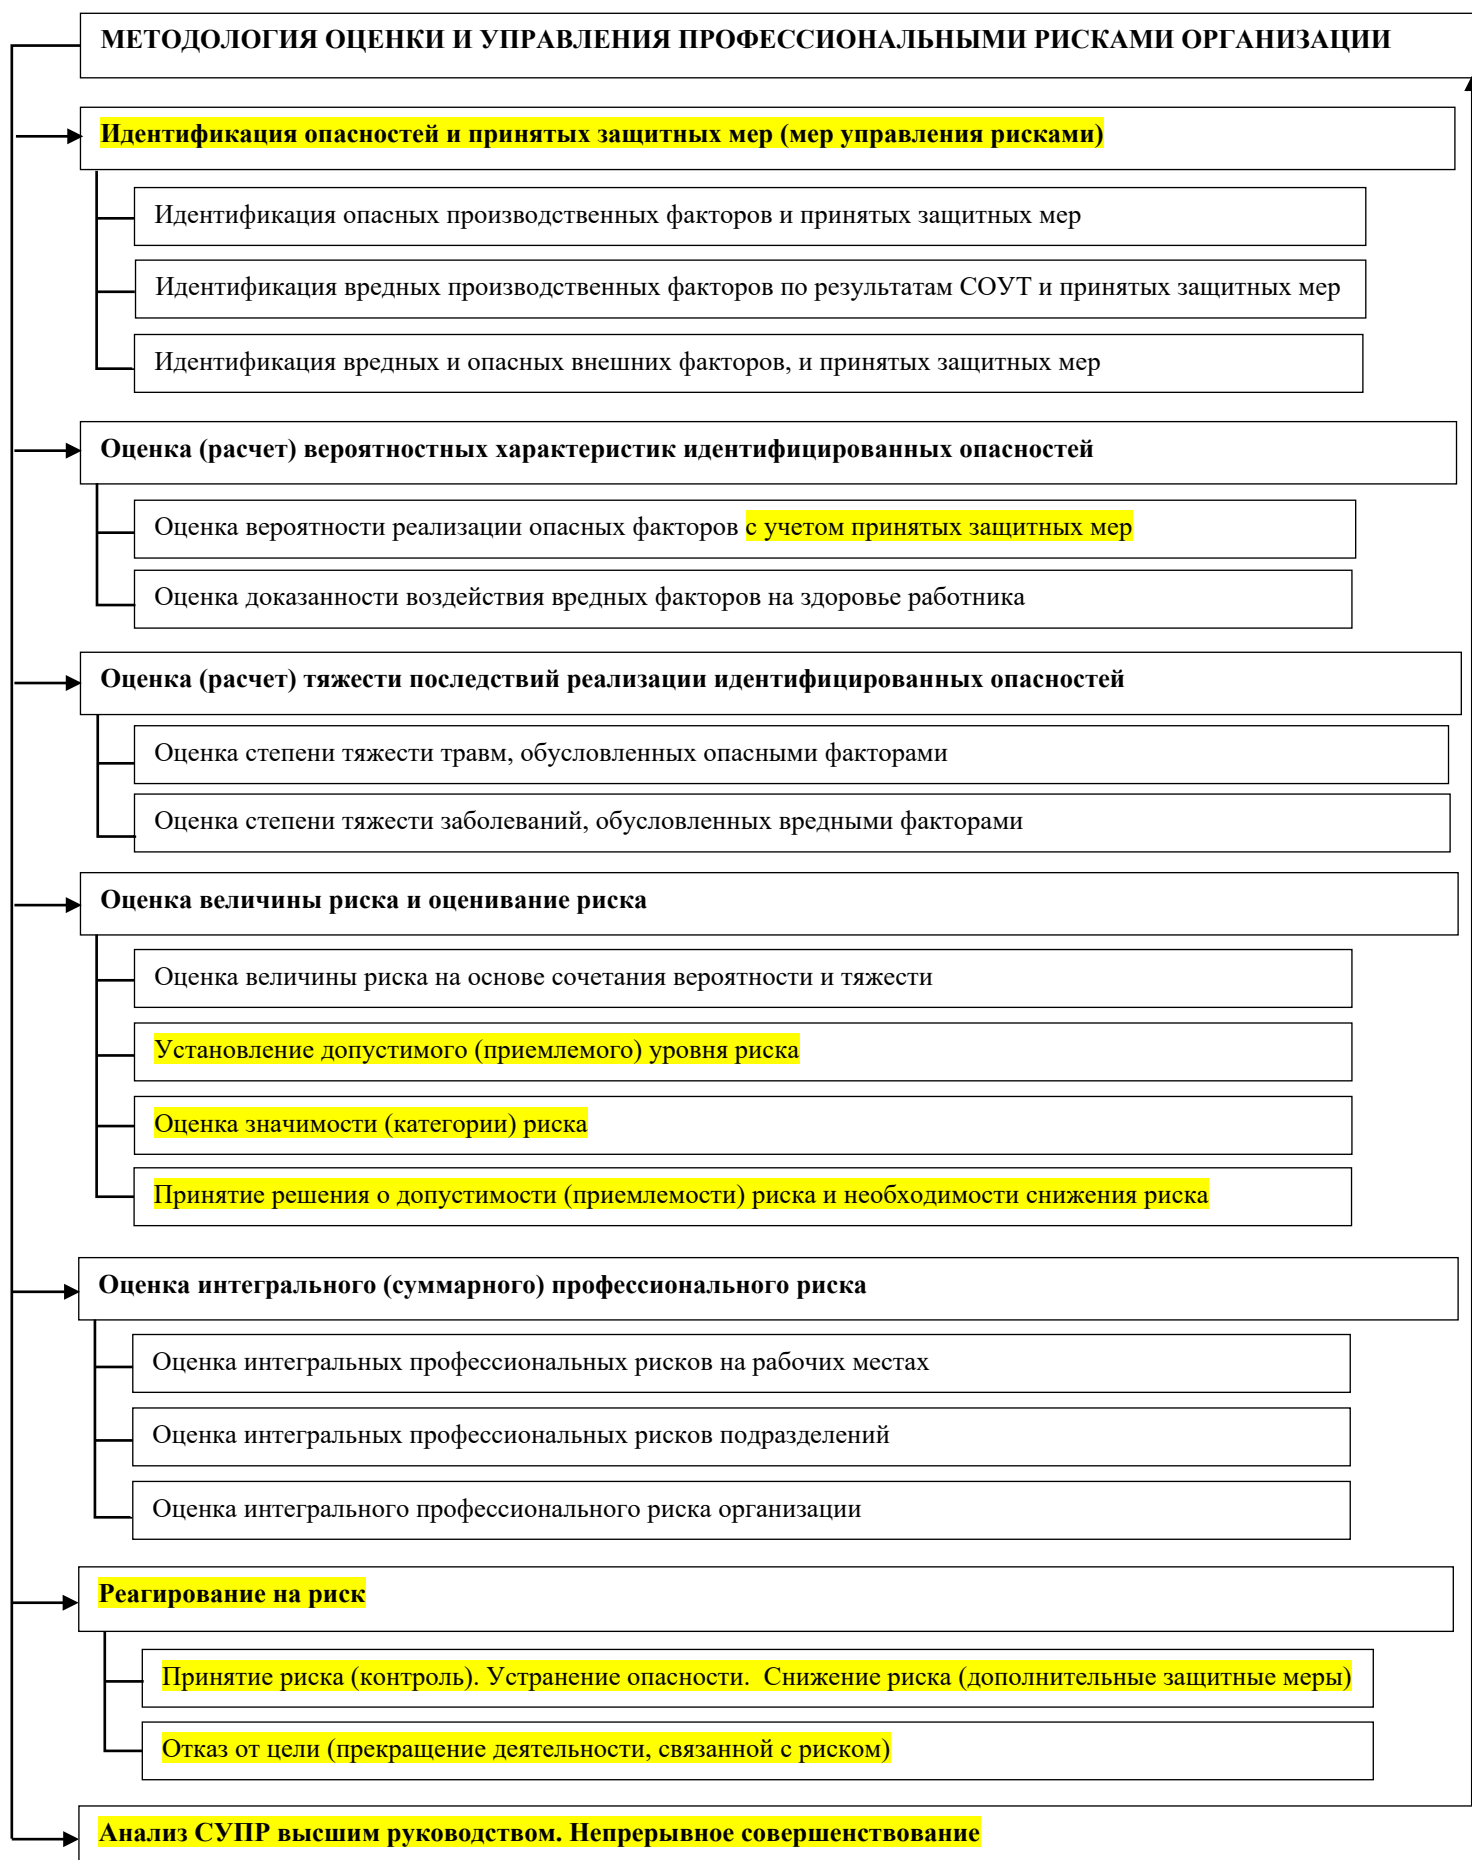 МЕТОДОЛОГИЯ ОЦЕНКИ И УПРАВЛЕНИЯ ПРОФЕССИОНАЛЬНЫМИ РИСКАМИ ОРГАНИЗАЦИИ
Идентификация опасностей и принятых защитных мер (мер управления рисками)
Идентификация опасных производственных факторов и принятых защитных мер
Идентификация вредных производственных факторов по результатам СОУТ и принятых защитных мер
Идентификация вредных и опасных внешних факторов, и принятых защитных мер
Оценка (расчет) вероятностных характеристик идентифицированных опасностей
Оценка вероятности реализации опасных факторов с учетом принятых защитных мер
Оценка доказанности воздействия вредных факторов на здоровье работника
Оценка (расчет) тяжести последствий реализации идентифицированных опасностей
Оценка степени тяжести травм, обусловленных опасными факторами
Оценка степени тяжести заболеваний, обусловленных вредными факторами
Оценка величины риска и оценивание риска
Оценка величины риска на основе сочетания вероятности и тяжести
Установление допустимого (приемлемого) уровня риска
Оценка значимости (категории) риска
Принятие решения о допустимости (приемлемости) риска и необходимости снижения риска
Оценка интегрального (суммарного) профессионального риска
Оценка интегральных профессиональных рисков на рабочих местах
Оценка интегральных профессиональных рисков подразделений
Оценка интегрального профессионального риска организации
Реагирование на риск
Принятие риска (контроль). Устранение опасности.  Снижение риска (дополнительные защитные меры)
Отказ от цели (прекращение деятельности, связанной с риском)
Анализ СУПР высшим руководством. Непрерывное совершенствование